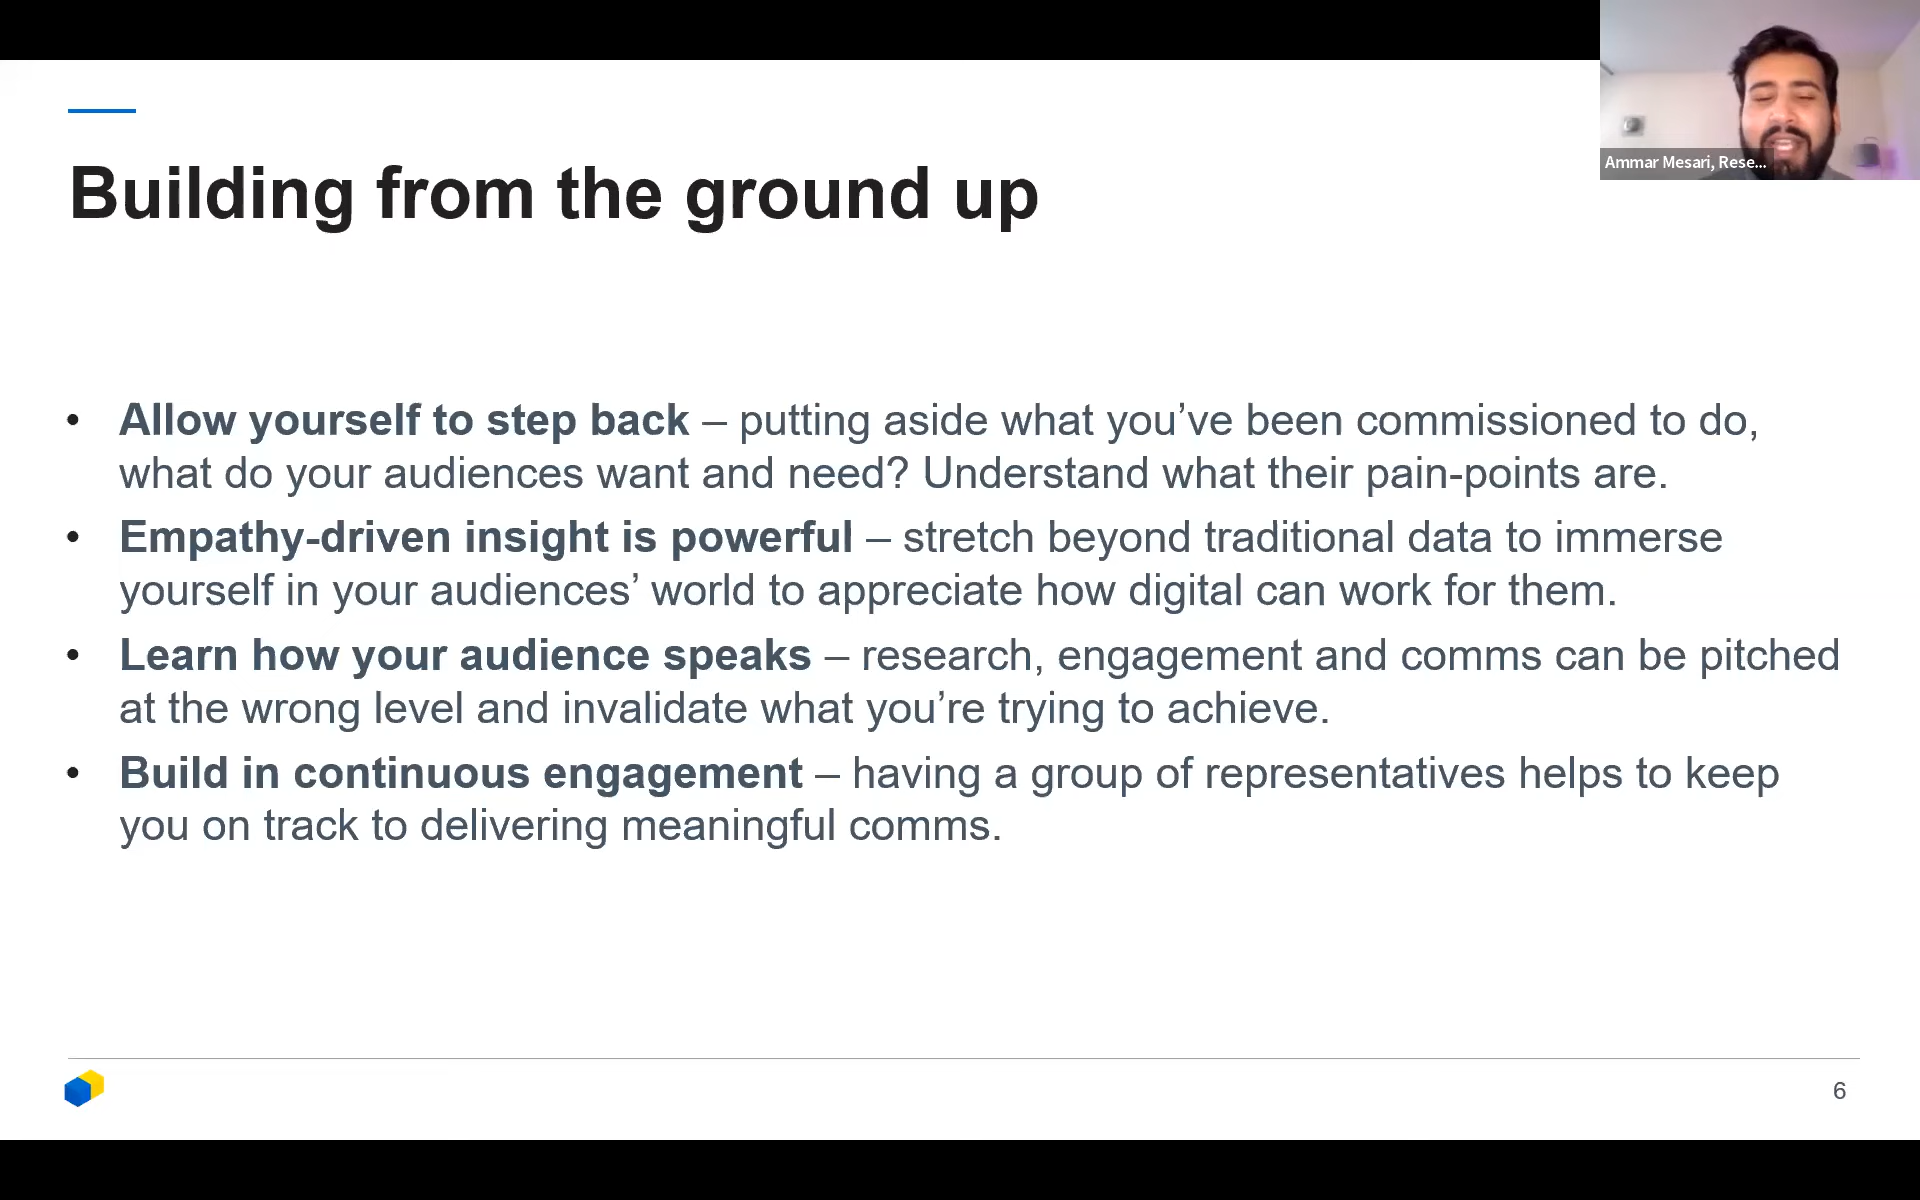 Ammar Mesari, Rese...
Building from the ground up
• Allow yourself to step back – putting aside what you’ve been commissioned to do,
what do your audiences want and need? Understand what their pain-points are.
• Empathy-driven insight is powerful – stretch beyond traditional data to immerse
yourself in your audiences’ world to appreciate how digital can work for them.
• Learn how your audience speaks – research, engagement and comms can be pitched
at the wrong level and invalidate what you’re trying to achieve.
• Build in continuous engagement – having a group of representatives helps to keep
you on track to delivering meaningful comms.
6